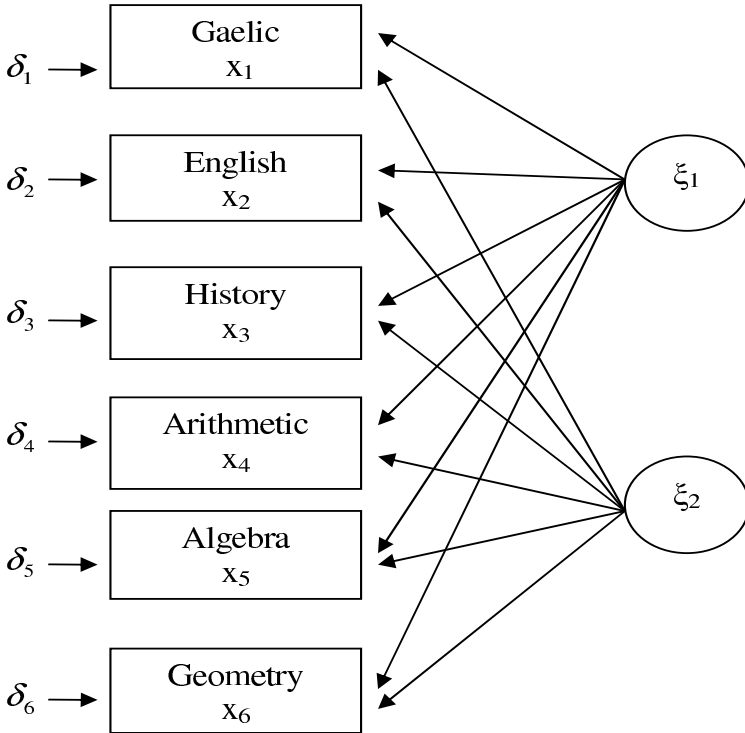 Gaelic
δ₁ x₁
English
δ₂ x₂
ξ₁
History
δ₃ x₃
Arithmetic
δ₄ x₄
ξ₂
Algebra
δ₅ x₅
Geometry
δ₆ x₆